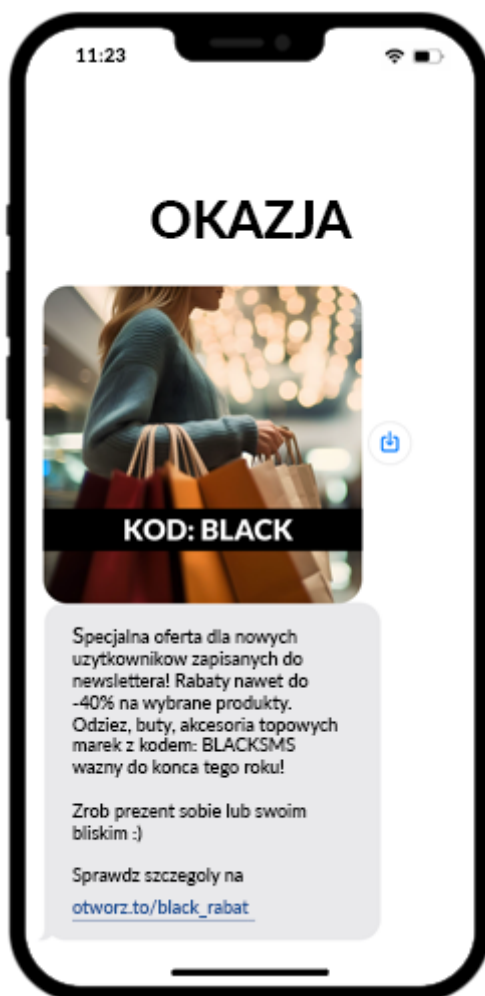 11:23
OKAZJA
KOD: BLACK
Specjalna oferta dla nowych
uzytkownikow zapisanych do
newslettera! Rabaty nawet do
-40% na wybrane produkty.
Odziez, buty, akcesoria topowych
marek z kodem: BLACKSMS
wazny do konca tego roku!
Zrob prezent sobie lub swoim
bliskim :)
Sprawdz szczegoly na
otworz.to/black_rabat